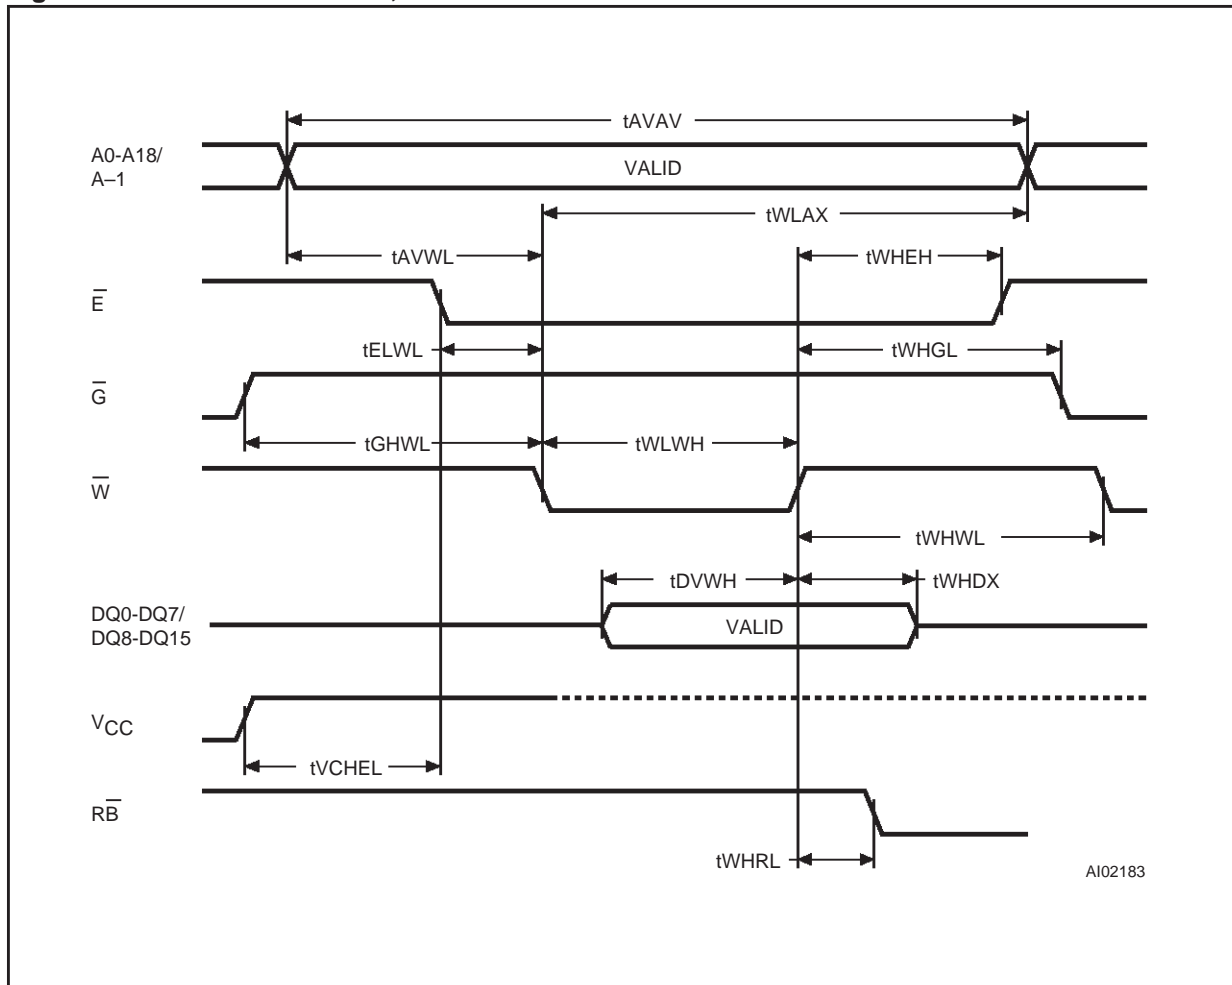 tAVAV
A0-A18/
A–1
VALID
tWLAX
tAVWL
tWHEH
E̅
tELWL
tWHGL
G̅
tGHWL
tWLWH
W̅
tWHWL
tDVWH
tWHDX
DQ0-DQ7/
DQ8-DQ15
VALID
VCC
tVCHEL
RB̅
tWHRL
AI02183